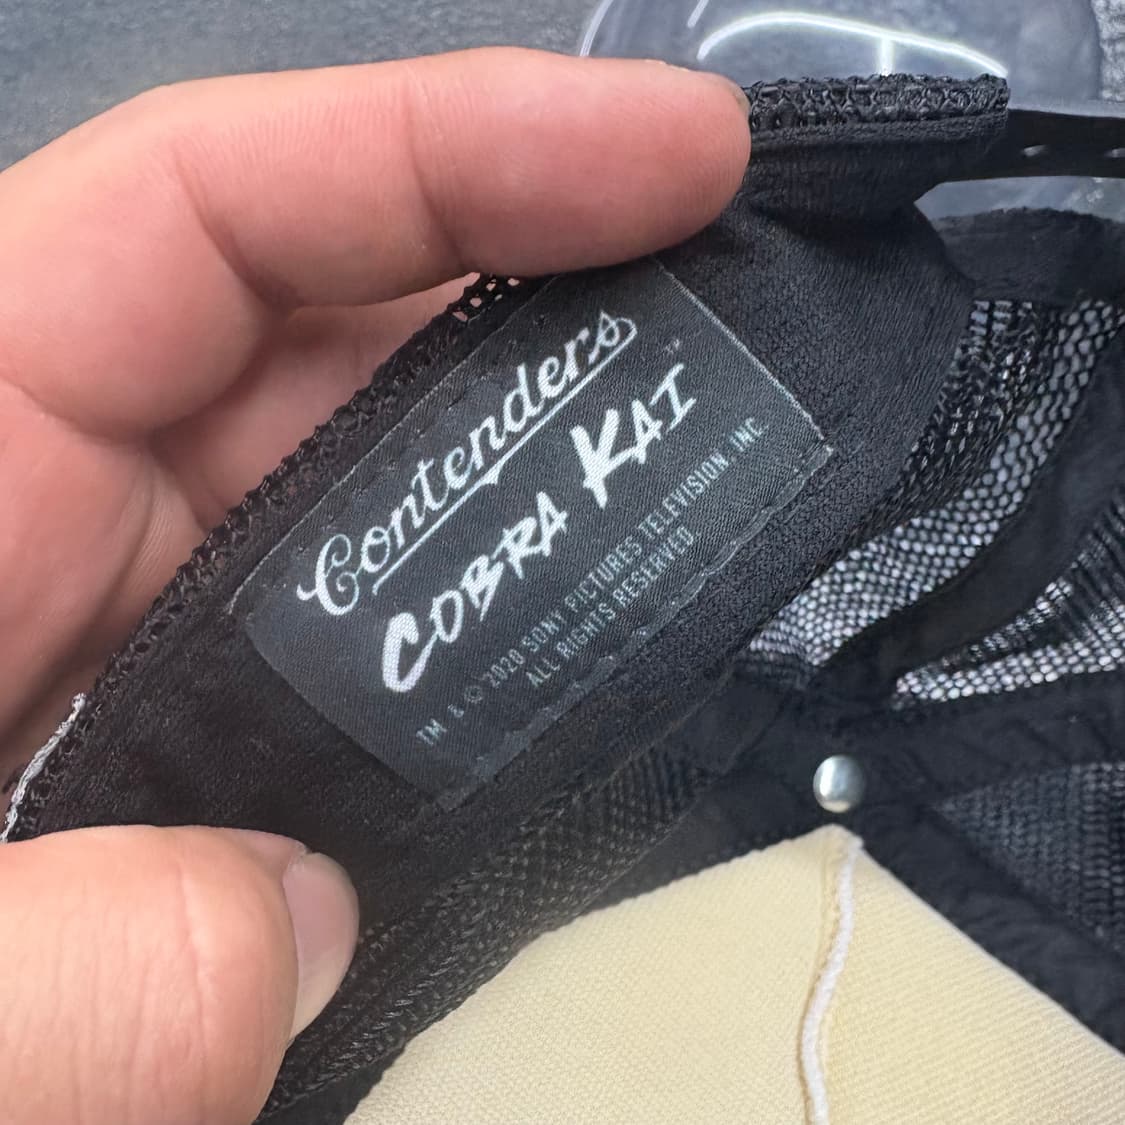 Contenders
COBRA KAI™
TM & © 2020 SONY PICTURES TELEVISION, INC
ALL RIGHTS RESERVED